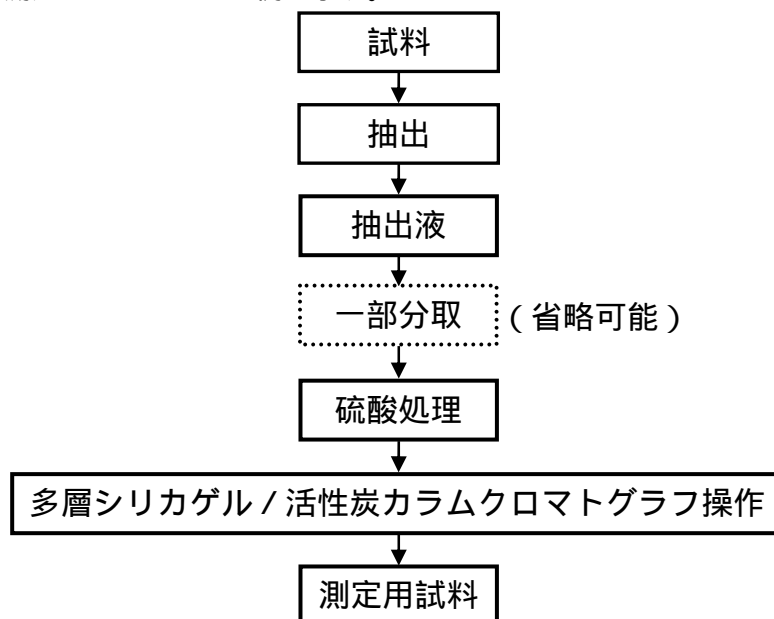 試料
抽出
抽出液
一部分取 (省略可能)
硫酸処理
多層シリカゲル / 活性炭カラムクロマトグラフ操作
測定用試料